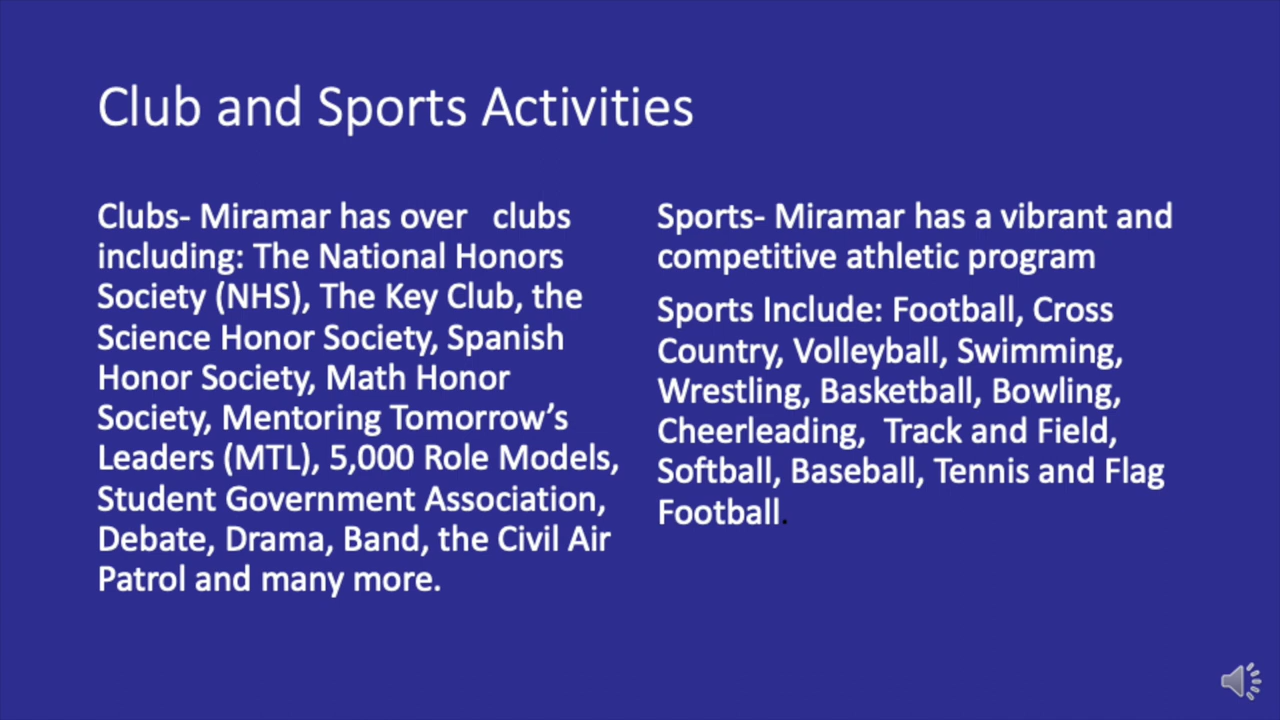 Club and Sports Activities
Clubs- Miramar has over   clubs
including: The National Honors
Society (NHS), The Key Club, the
Science Honor Society, Spanish
Honor Society, Math Honor
Society, Mentoring Tomorrow’s
Leaders (MTL), 5,000 Role Models,
Student Government Association,
Debate, Drama, Band, the Civil Air
Patrol and many more.
Sports- Miramar has a vibrant and
competitive athletic program
Sports Include: Football, Cross
Country, Volleyball, Swimming,
Wrestling, Basketball, Bowling,
Cheerleading,  Track and Field,
Softball, Baseball, Tennis and Flag
Football.